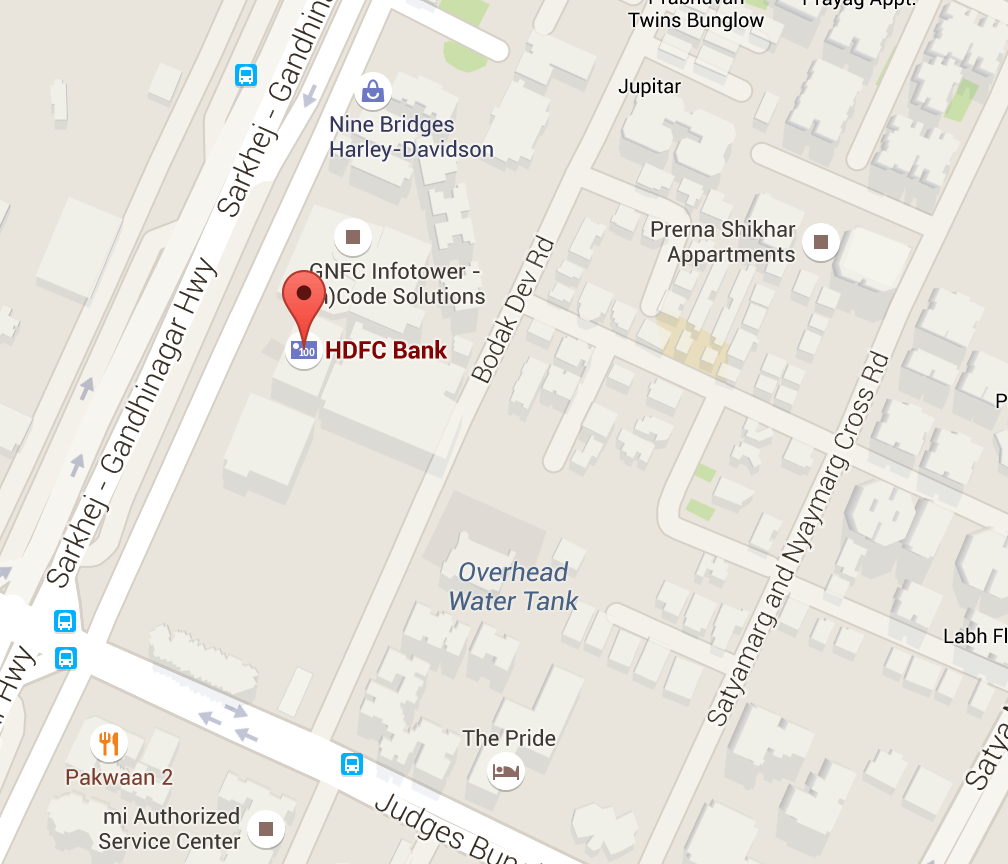 Prabhuvan
Twins Bunglow
Prayag Appt.
Jupitar
Sarkhej - Gandhina
Nine Bridges
Harley-Davidson
Prerna Shikhar
Appartments
GNFC Infotower -
)Code Solutions
Bodak Dev Rd
HDFC Bank
100
Sarkhej - Gandhinagar Hwy
Satyamarg and Nyaymarg Cross Rd
P
Overhead
Water Tank
Labh Fl
Hwy
The Pride
Pakwaan 2
mi Authorized
Service Center
Judges Bun
Satya